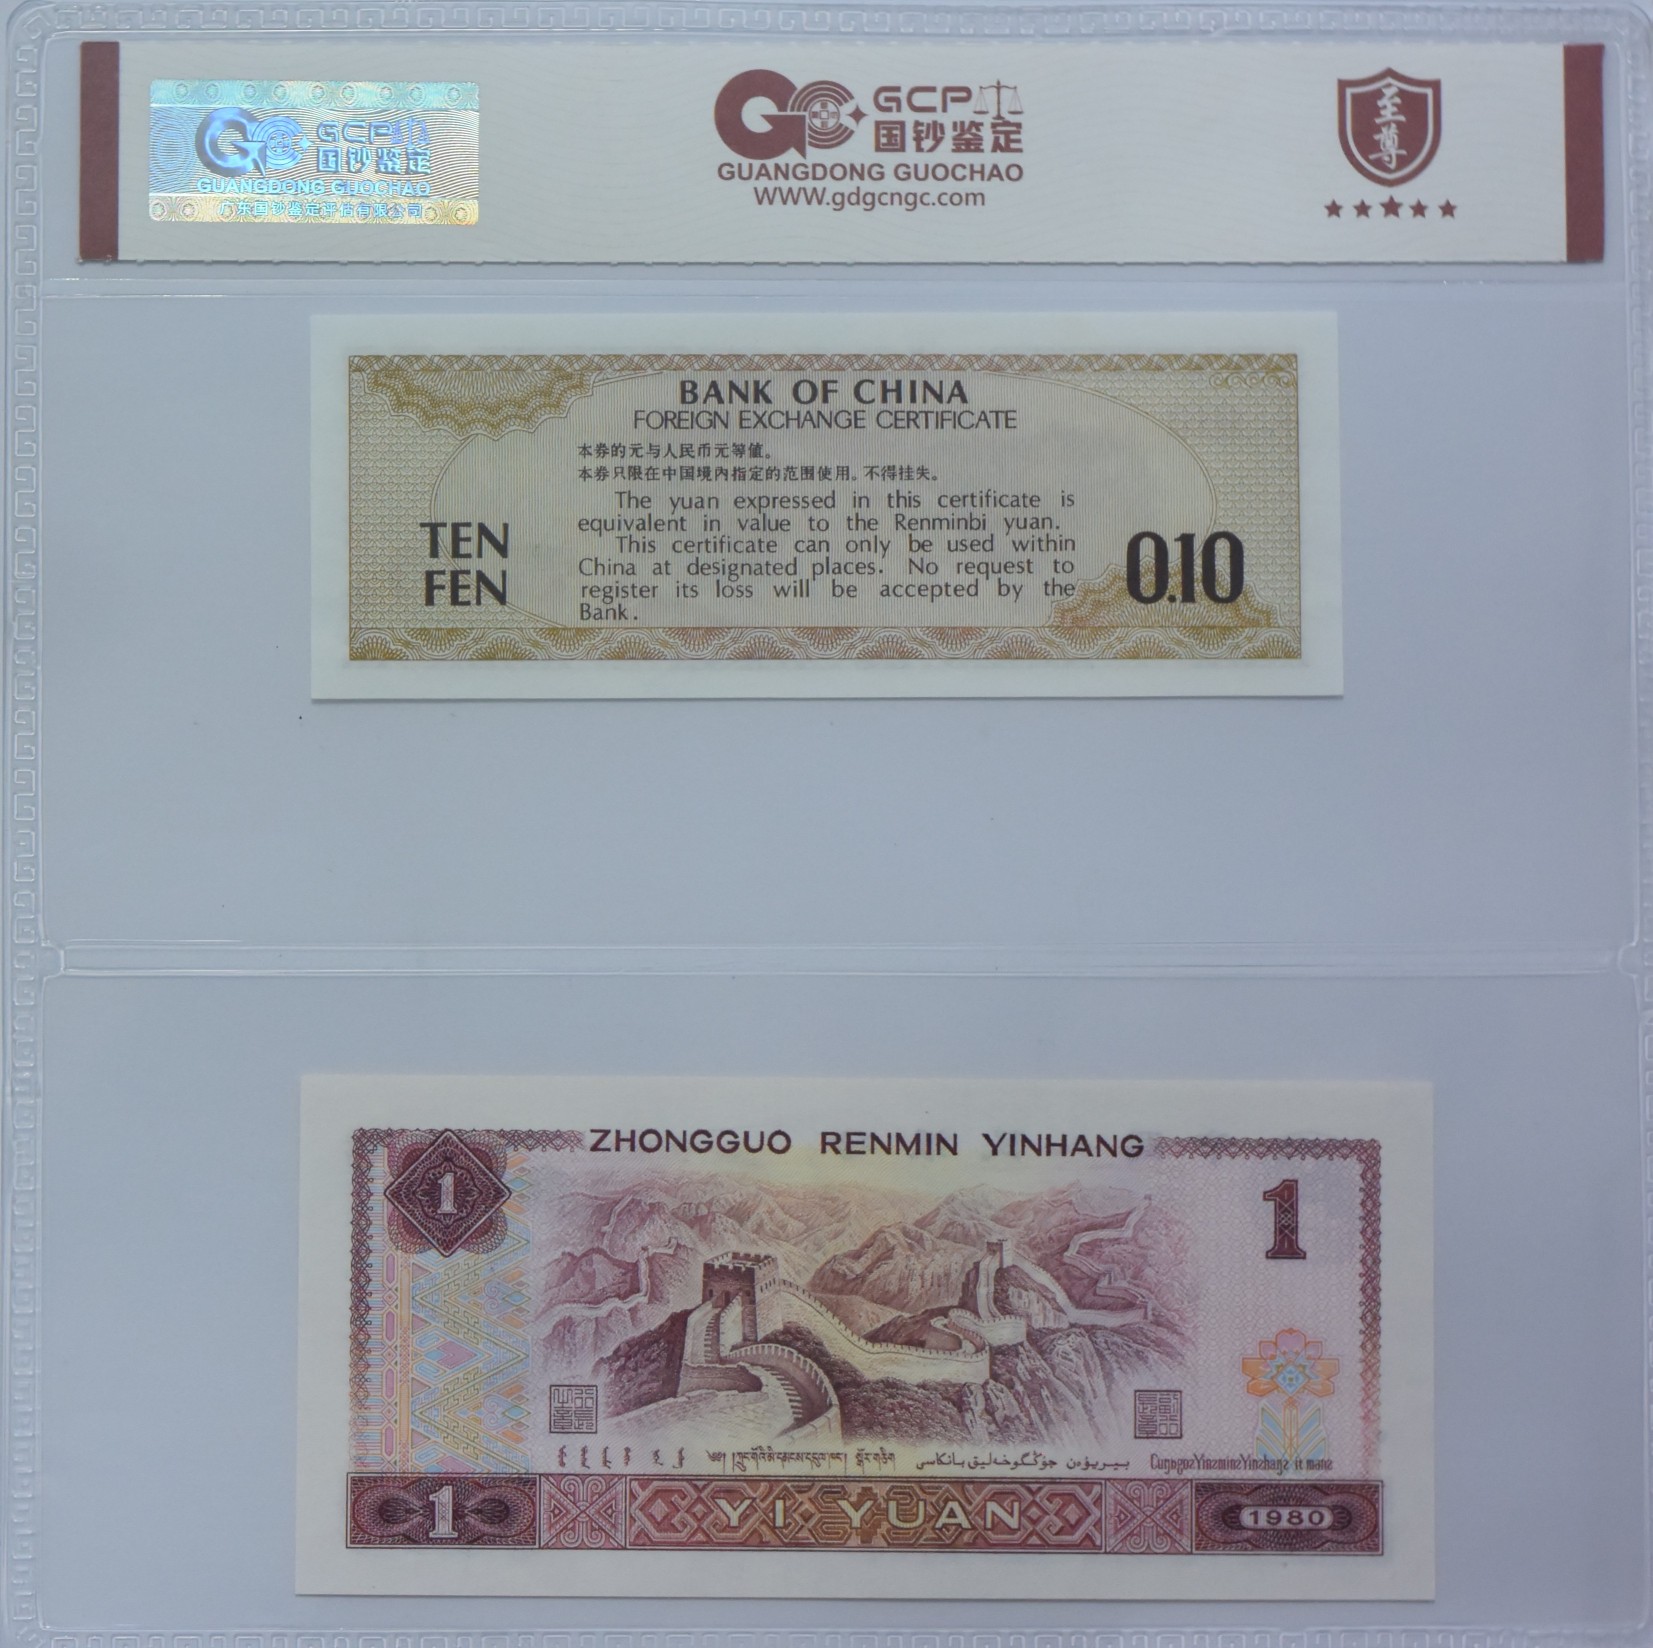 GCP
国钞鉴定
GUANGDONG GUOCHAO
广东国钞鉴定评估有限公司
GCP
国钞鉴定
GUANGDONG GUOCHAO
WWW.gdgcngc.com
至尊
BANK OF CHINA
FOREIGN EXCHANGE CERTIFICATE
本券的元与人民币元等值。
本券只限在中国境内指定的范围使用。不得挂失。
The yuan expressed in this certificate is
equivalent in value to the Renminbi yuan.
This certificate can only be used within
China at designated places. No request to
register its loss will be accepted by the
Bank.
TEN
FEN
0.10
ZHONGGUO RENMIN YINHANG
1
1
1
YI YUAN
1980